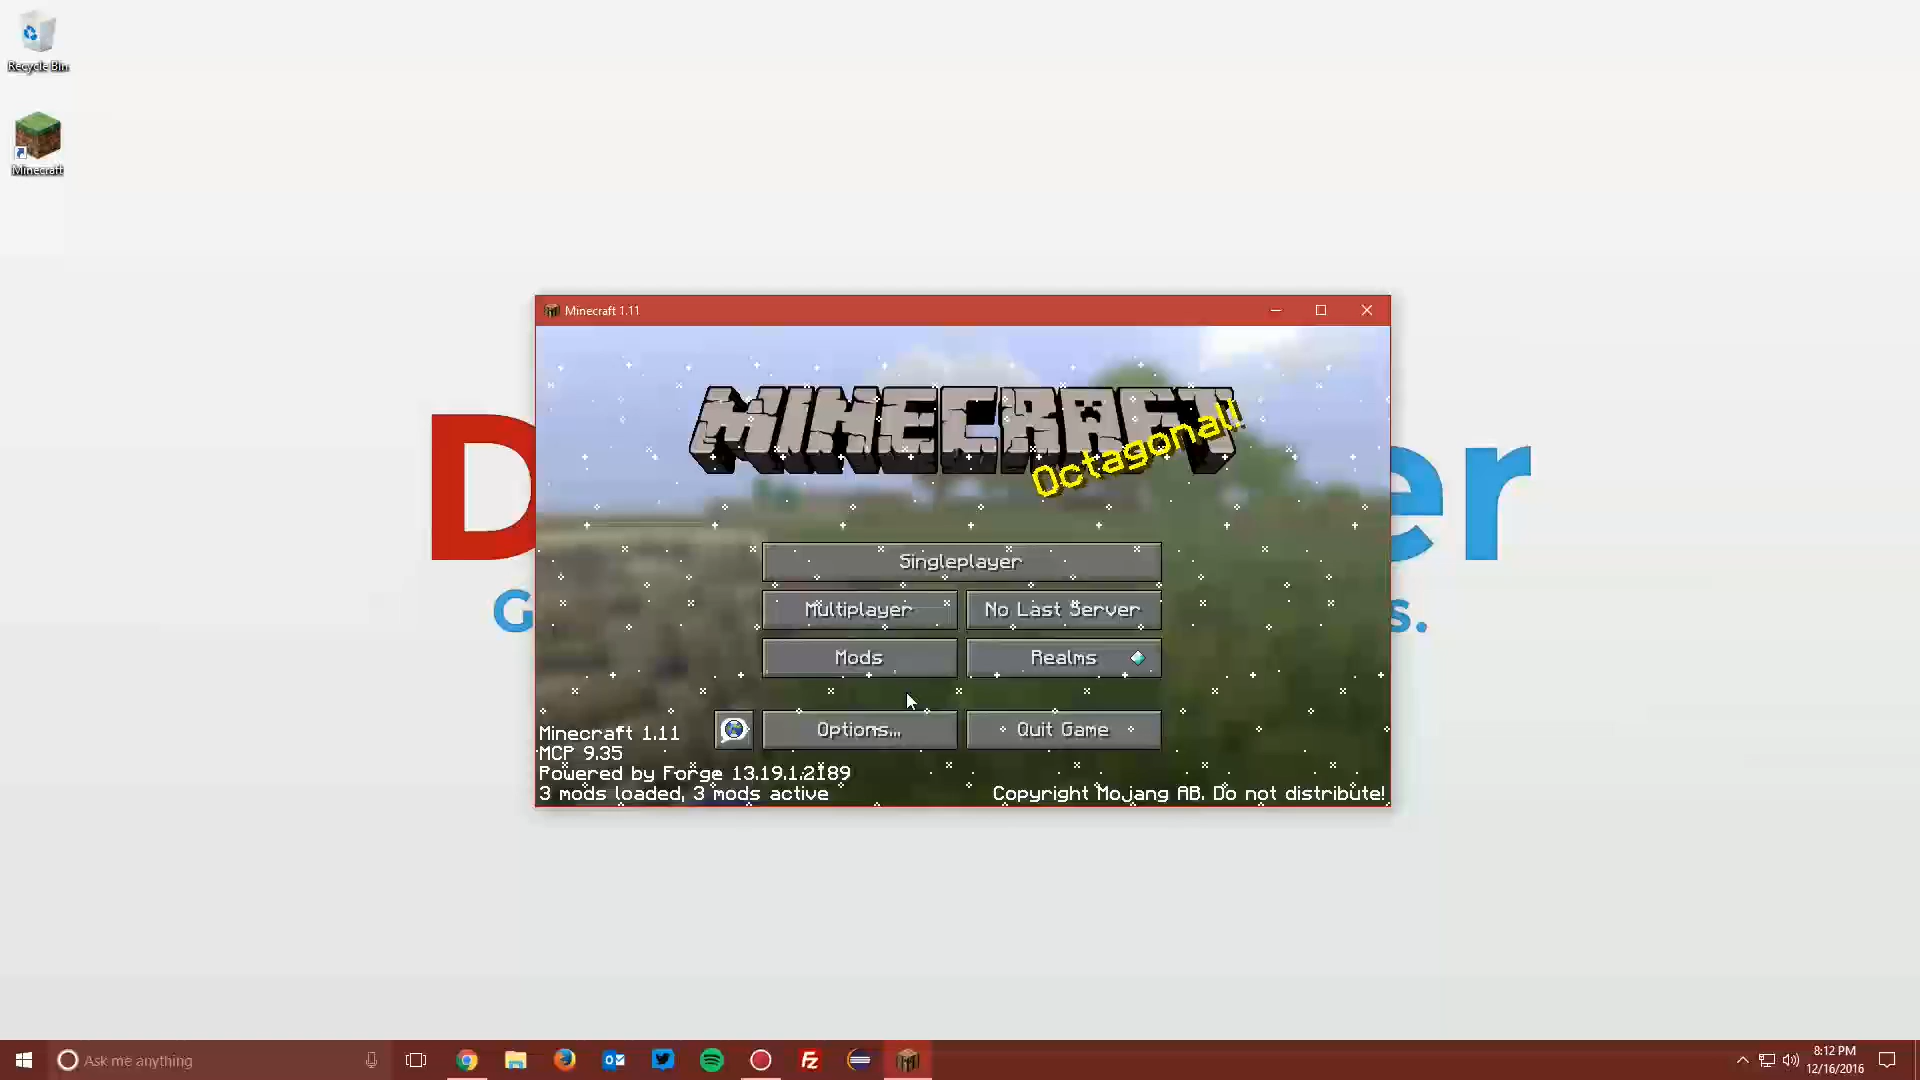 Recycle Bin
Minecraft
Minecraft 1.11
MINECRAFT
Octagonal!
D
er
G
s.
Singleplayer
Multiplayer
No Last Server
Mods
Realms
Options...
Quit Game
Minecraft 1.11
MCP 9.35
Powered by Forge 13.19.1.2189
3 mods loaded, 3 mods active
Copyright Mojang AB. Do not distribute!
Ask me anything
8:12 PM
12/16/2016